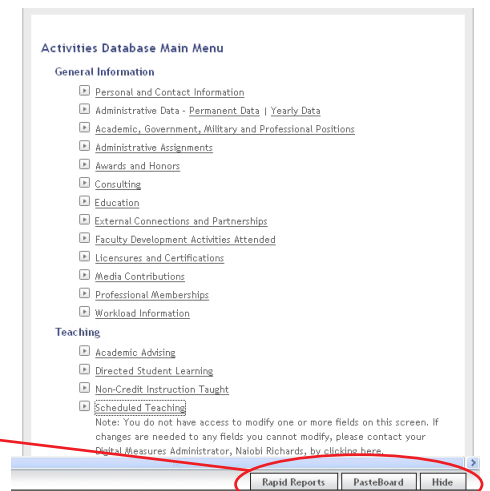 Activities Database Main Menu
General Information
Personal and Contact Information
Administrative Data - Permanent Data | Yearly Data
Academic, Government, Military and Professional Positions
Administrative Assignments
Awards and Honors
Consulting
Education
External Connections and Partnerships
Faculty Development Activities Attended
Licensures and Certifications
Media Contributions
Professional Memberships
Workload Information
Teaching
Academic Advising
Directed Student Learning
Non-Credit Instruction Taught
Scheduled Teaching
Note: You do not have access to modify one or more fields on this screen. If
changes are needed to any fields you cannot modify, please contact your
Digital Measures Administrator, Nalobi Richards, by clicking here.
Rapid Reports PasteBoard Hide